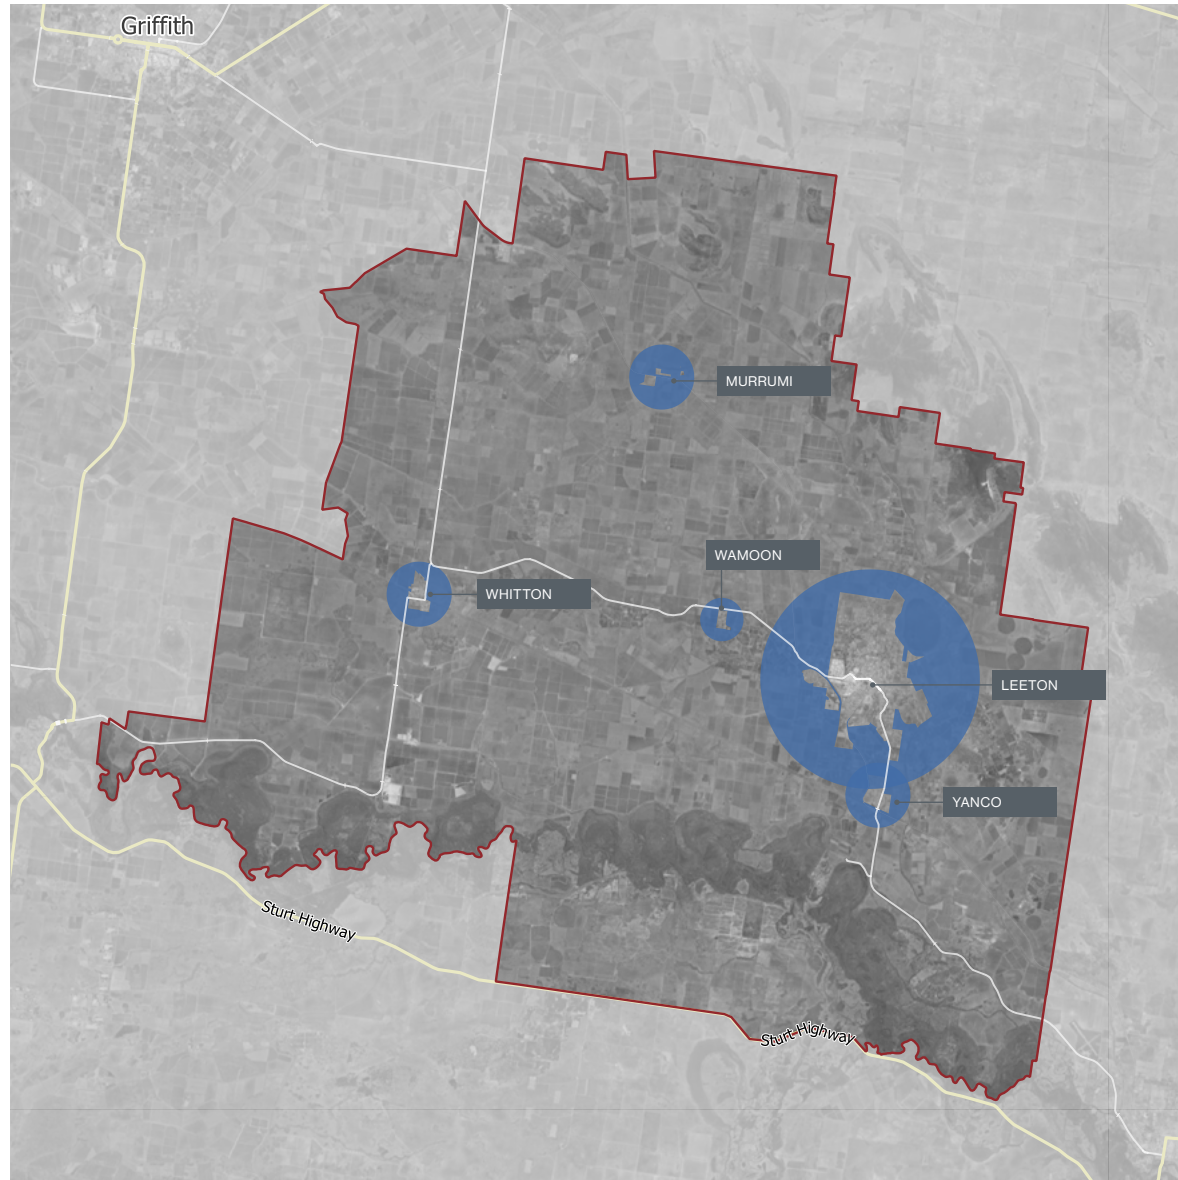 Griffith
MURRUMI
WAMOON
WHITTON
LEETON
YANCO
Sturt Highway
Sturt Highway